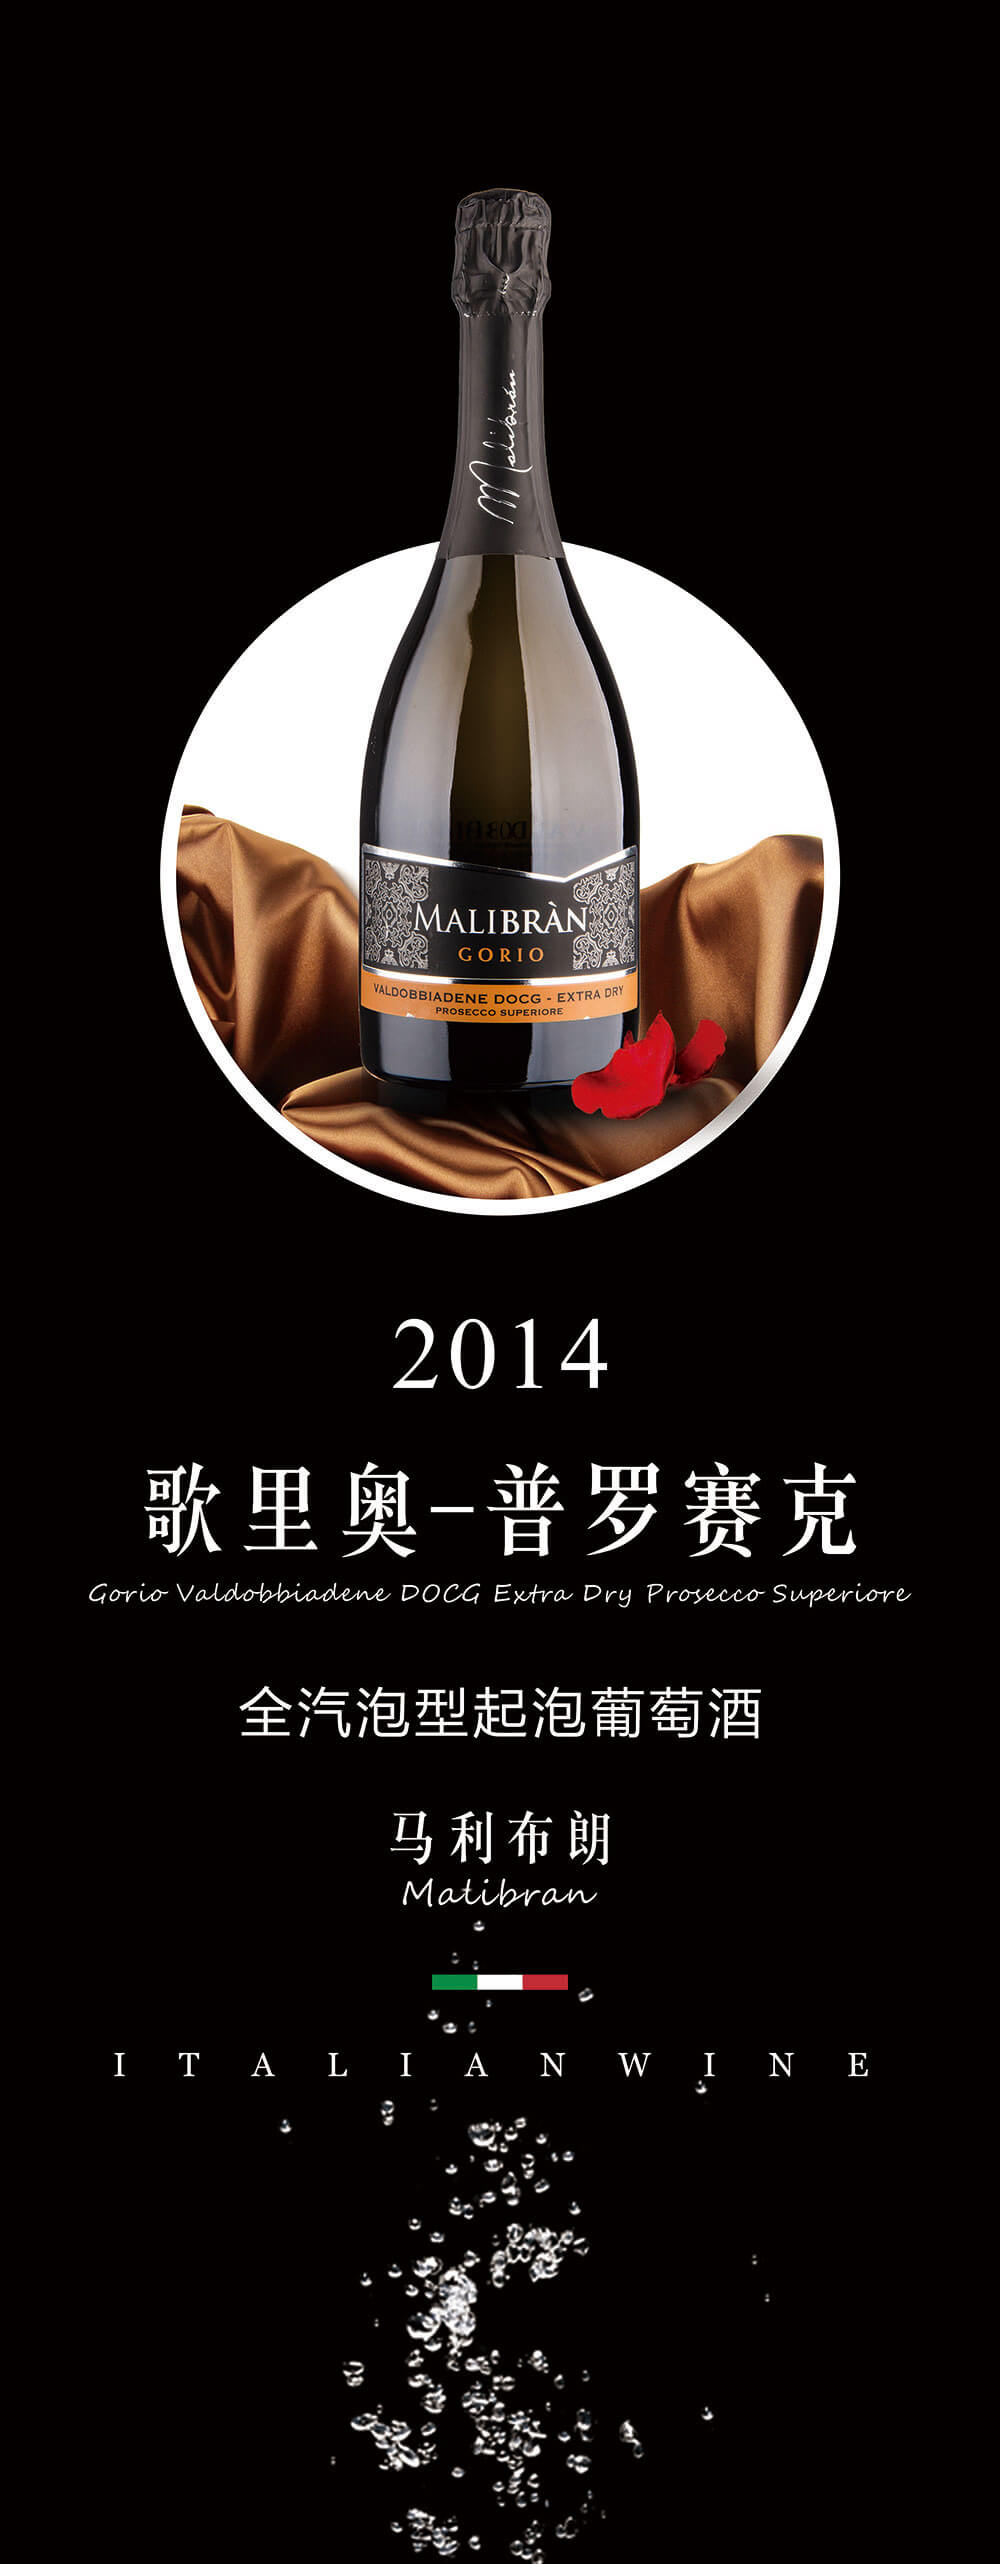 Malibrán
MALIBRÀN
GORIO
VALDOBBIADENE DOCG - EXTRA DRY
PROSECCO SUPERIORE
2014
歌里奥-普罗赛克
Gorio Valdobbiadene DOCG Extra Dry Prosecco Superiore
全汽泡型起泡葡萄酒
马利布朗
Malibran
ITALIANWINE